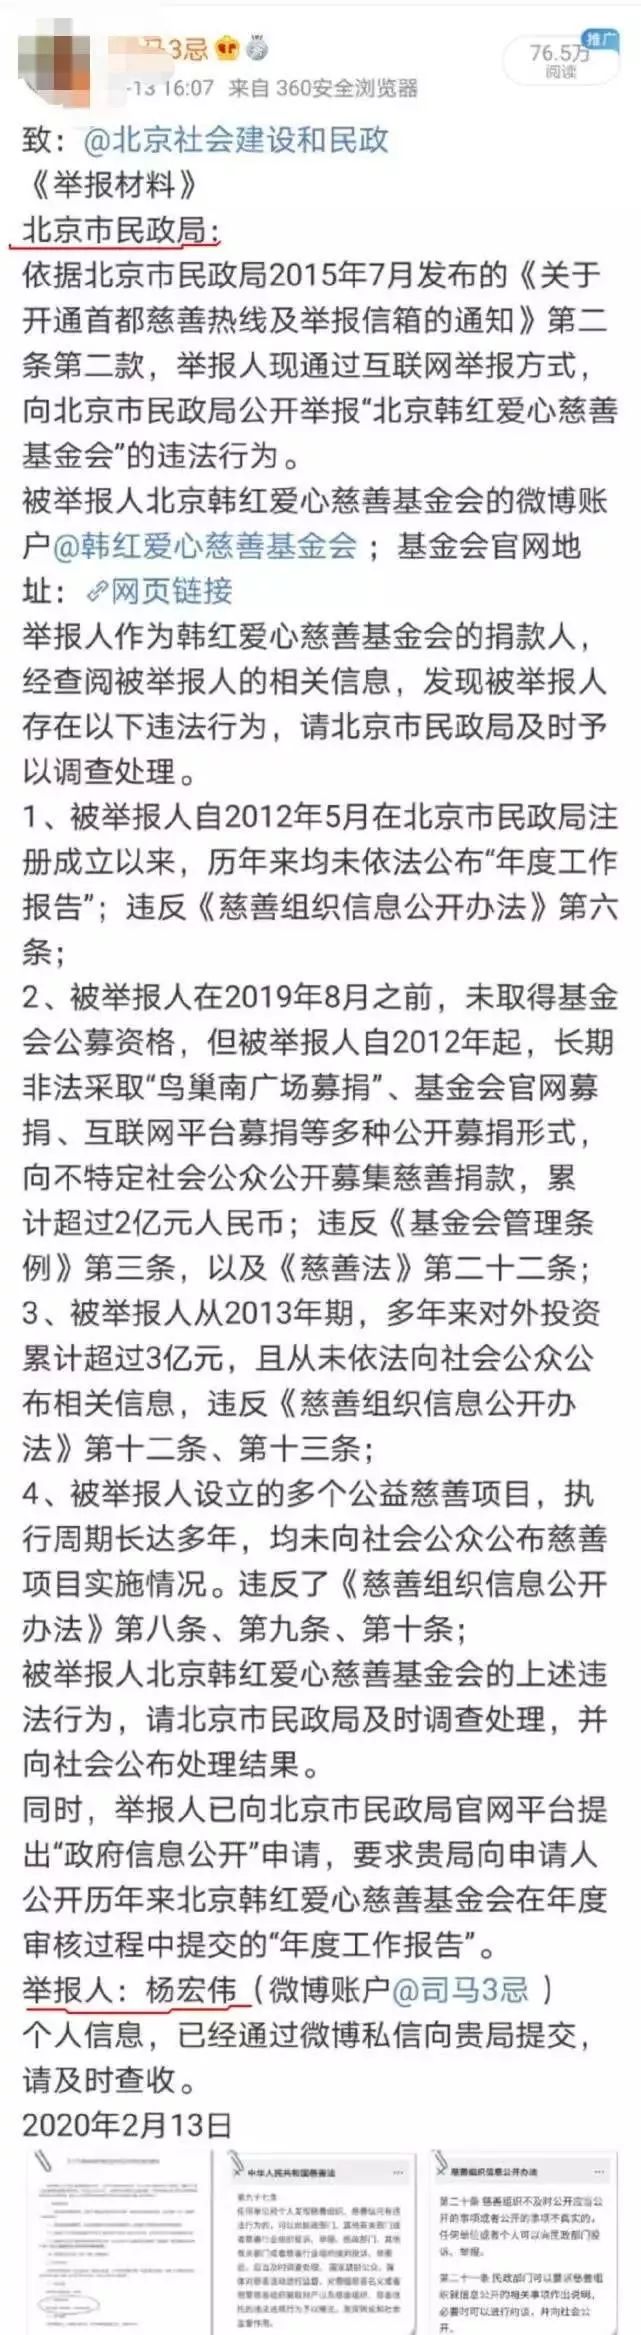 马3忌
76.5万
推广
阅读
-13 16:07 来自 360安全浏览器
致：@北京社会建设和民政
《举报材料》
北京市民政局：
依据北京市民政局2015年7月发布的《关于
开通首都慈善热线及举报信箱的通知》第二
条第二款，举报人现通过互联网举报方式，
向北京市民政局公开举报“北京韩红爱心慈善
基金会”的违法行为。
被举报人北京韩红爱心慈善基金会的微博账
户@韩红爱心慈善基金会 ；基金会官网地
址：网页链接
举报人作为韩红爱心慈善基金会的捐款人，
经查阅被举报人的相关信息，发现被举报人
存在以下违法行为，请北京市民政局及时予
以调查处理。
1、被举报人自2012年5月在北京市民政局注
册成立以来，历年来均未依法公布“年度工作
报告”；违反《慈善组织信息公开办法》第六
条；
2、被举报人在2019年8月之前，未取得基金
会公募资格，但被举报人自2012年起，长期
非法采取“鸟巢南广场募捐”、基金会官网募
捐、互联网平台募捐等多种公开募捐形式，
向不特定社会公众公开募集慈善捐款，累
计超过2亿元人民币；违反《基金会管理条
例》第三条，以及《慈善法》第二十二条；
3、被举报人从2013年期，多年来对外投资
累计超过3亿元，且从未依法向社会公众公
布相关信息，违反《慈善组织信息公开办
法》第十二条、第十三条；
4、被举报人设立的多个公益慈善项目，执
行周期长达多年，均未向社会公众公布慈善
项目实施情况。违反了《慈善组织信息公开
办法》第八条、第九条、第十条；
被举报人北京韩红爱心慈善基金会的上述违
法行为，请北京市民政局及时调查处理，并
向社会公布处理结果。
同时，举报人已向北京市民政局官网平台提
出“政府信息公开”申请，要求贵局向申请人
公开历年来北京韩红爱心慈善基金会在年度
审核过程中提交的“年度工作报告”。
举报人：杨宏伟（微博账户@司马3忌 ）
个人信息，已经通过微博私信向贵局提交，
请及时查收。
2020年2月13日
中华人民共和国慈善法
第九十七条
慈善组织信息公开办法
第二十条 慈善组织不及时公开应当公
开的事项或者公开的事项不真实的，
任何单位或者个人可以向民政部门投
诉、举报。
第二十一条 民政部门可以要求慈善组
织就信息公开的相关事项作出说明，
必要时可以进行约谈，并向社会公
开。